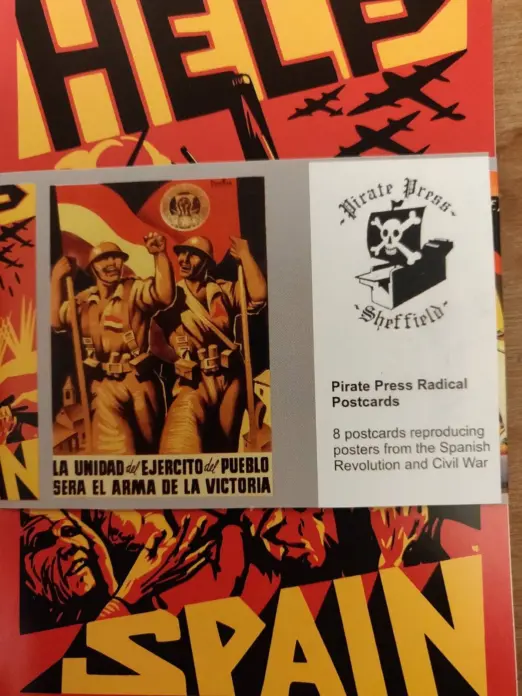 HELP
LA UNIDAD del EJERCITO del PUEBLO
SERA EL ARMA DE LA VICTORIA
-Pirate Press-
-Sheffield-
Pirate Press Radical
Postcards
8 postcards reproducing
posters from the Spanish
Revolution and Civil War
SPAIN